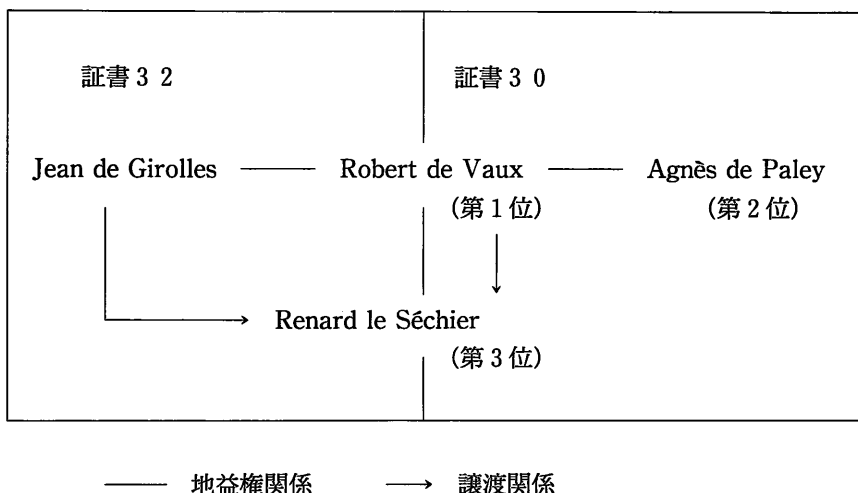 証書32 証書30
Jean de Girolles Robert de Vaux Agnès de Paley
(第1位) (第2位)
Renard le Séchier
(第3位)
地益権関係 譲渡関係